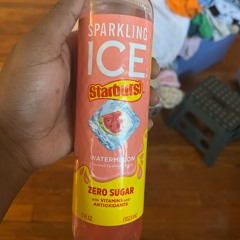 SPARKLING
ICE
Starburst
WATERMELON
ZERO SUGAR
with VITAMINS and
ANTIOXIDANTS